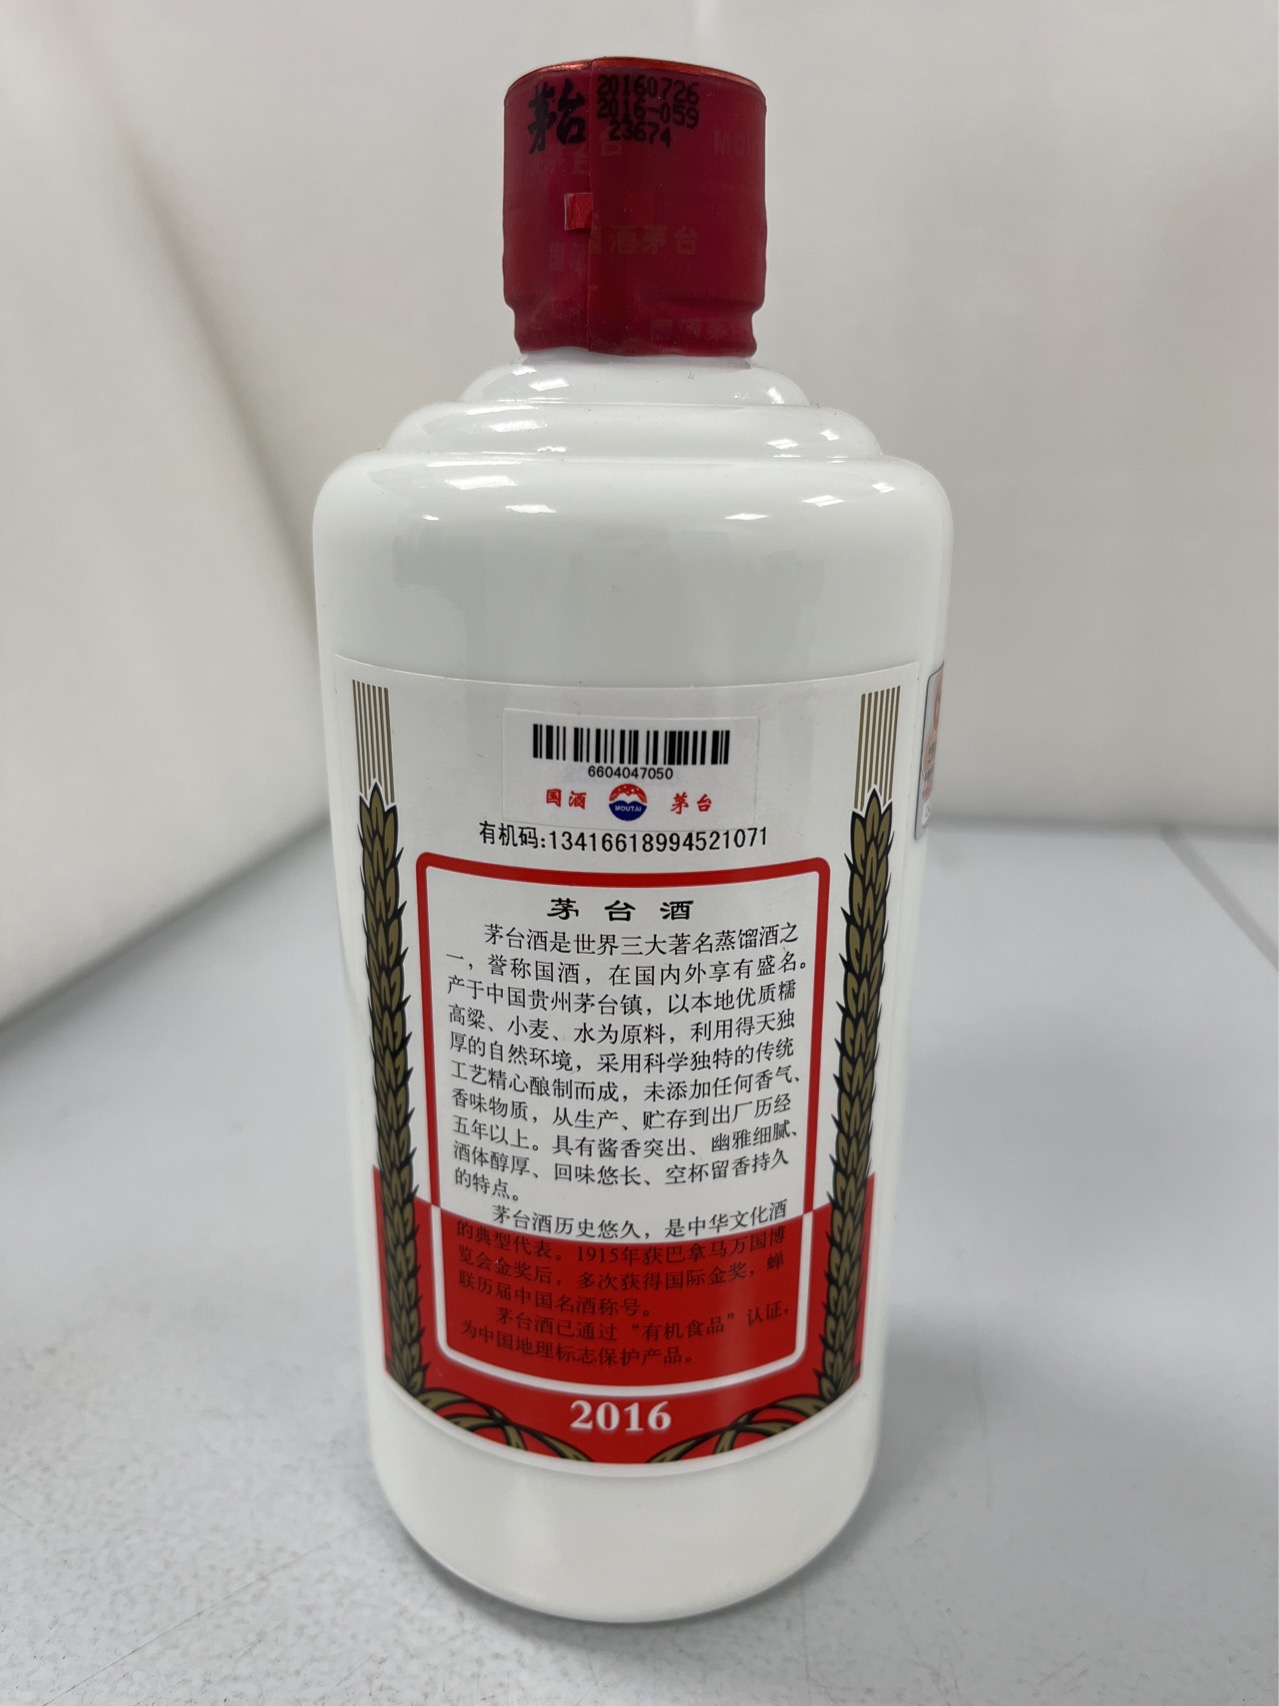 茅台
20160726
2016-059
23674
国酒茅台
6604047050
国酒 MOUTAI 茅台
有机码:13416618994521071
茅台酒
茅台酒是世界三大著名蒸馏酒之
一，誉称国酒，在国内外享有盛名。
产于中国贵州茅台镇，以本地优质糯
高粱、小麦、水为原料，利用得天独
厚的自然环境，采用科学独特的传统
工艺精心酿制而成，未添加任何香气、
香味物质，从生产、贮存到出厂历经
五年以上。具有酱香突出、幽雅细腻、
酒体醇厚、回味悠长、空杯留香持久
的特点。
茅台酒历史悠久，是中华文化酒
的典型代表。1915年获巴拿马万国博
览会金奖后，多次获得国际金奖，蝉
联历届中国名酒称号。
茅台酒已通过“有机食品”认证，
为中国地理标志保护产品。
2016